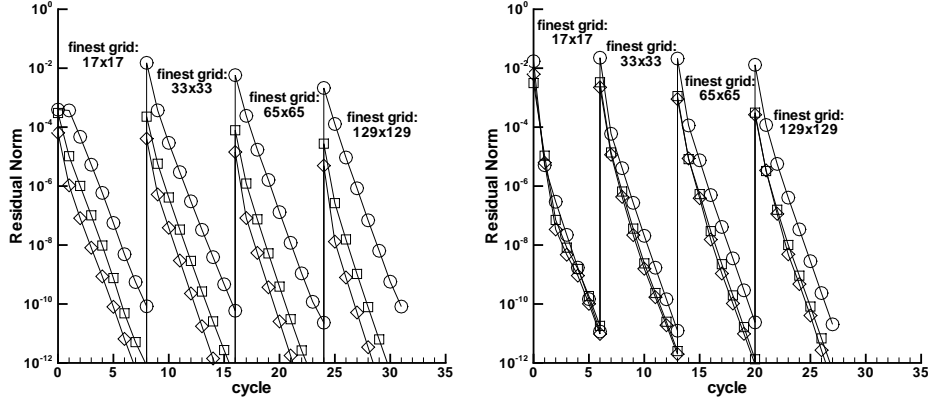 10^0
10^-2
10^-4
10^-6
10^-8
10^-10
10^-12
Residual Norm
0 5 10 15 20 25 30 35
cycle
finest grid:
17x17
finest grid:
33x33
finest grid:
65x65
finest grid:
129x129
10^0
10^-2
10^-4
10^-6
10^-8
10^-10
10^-12
Residual Norm
0 5 10 15 20 25 30 35
cycle
finest grid:
17x17
finest grid:
33x33
finest grid:
65x65
finest grid:
129x129